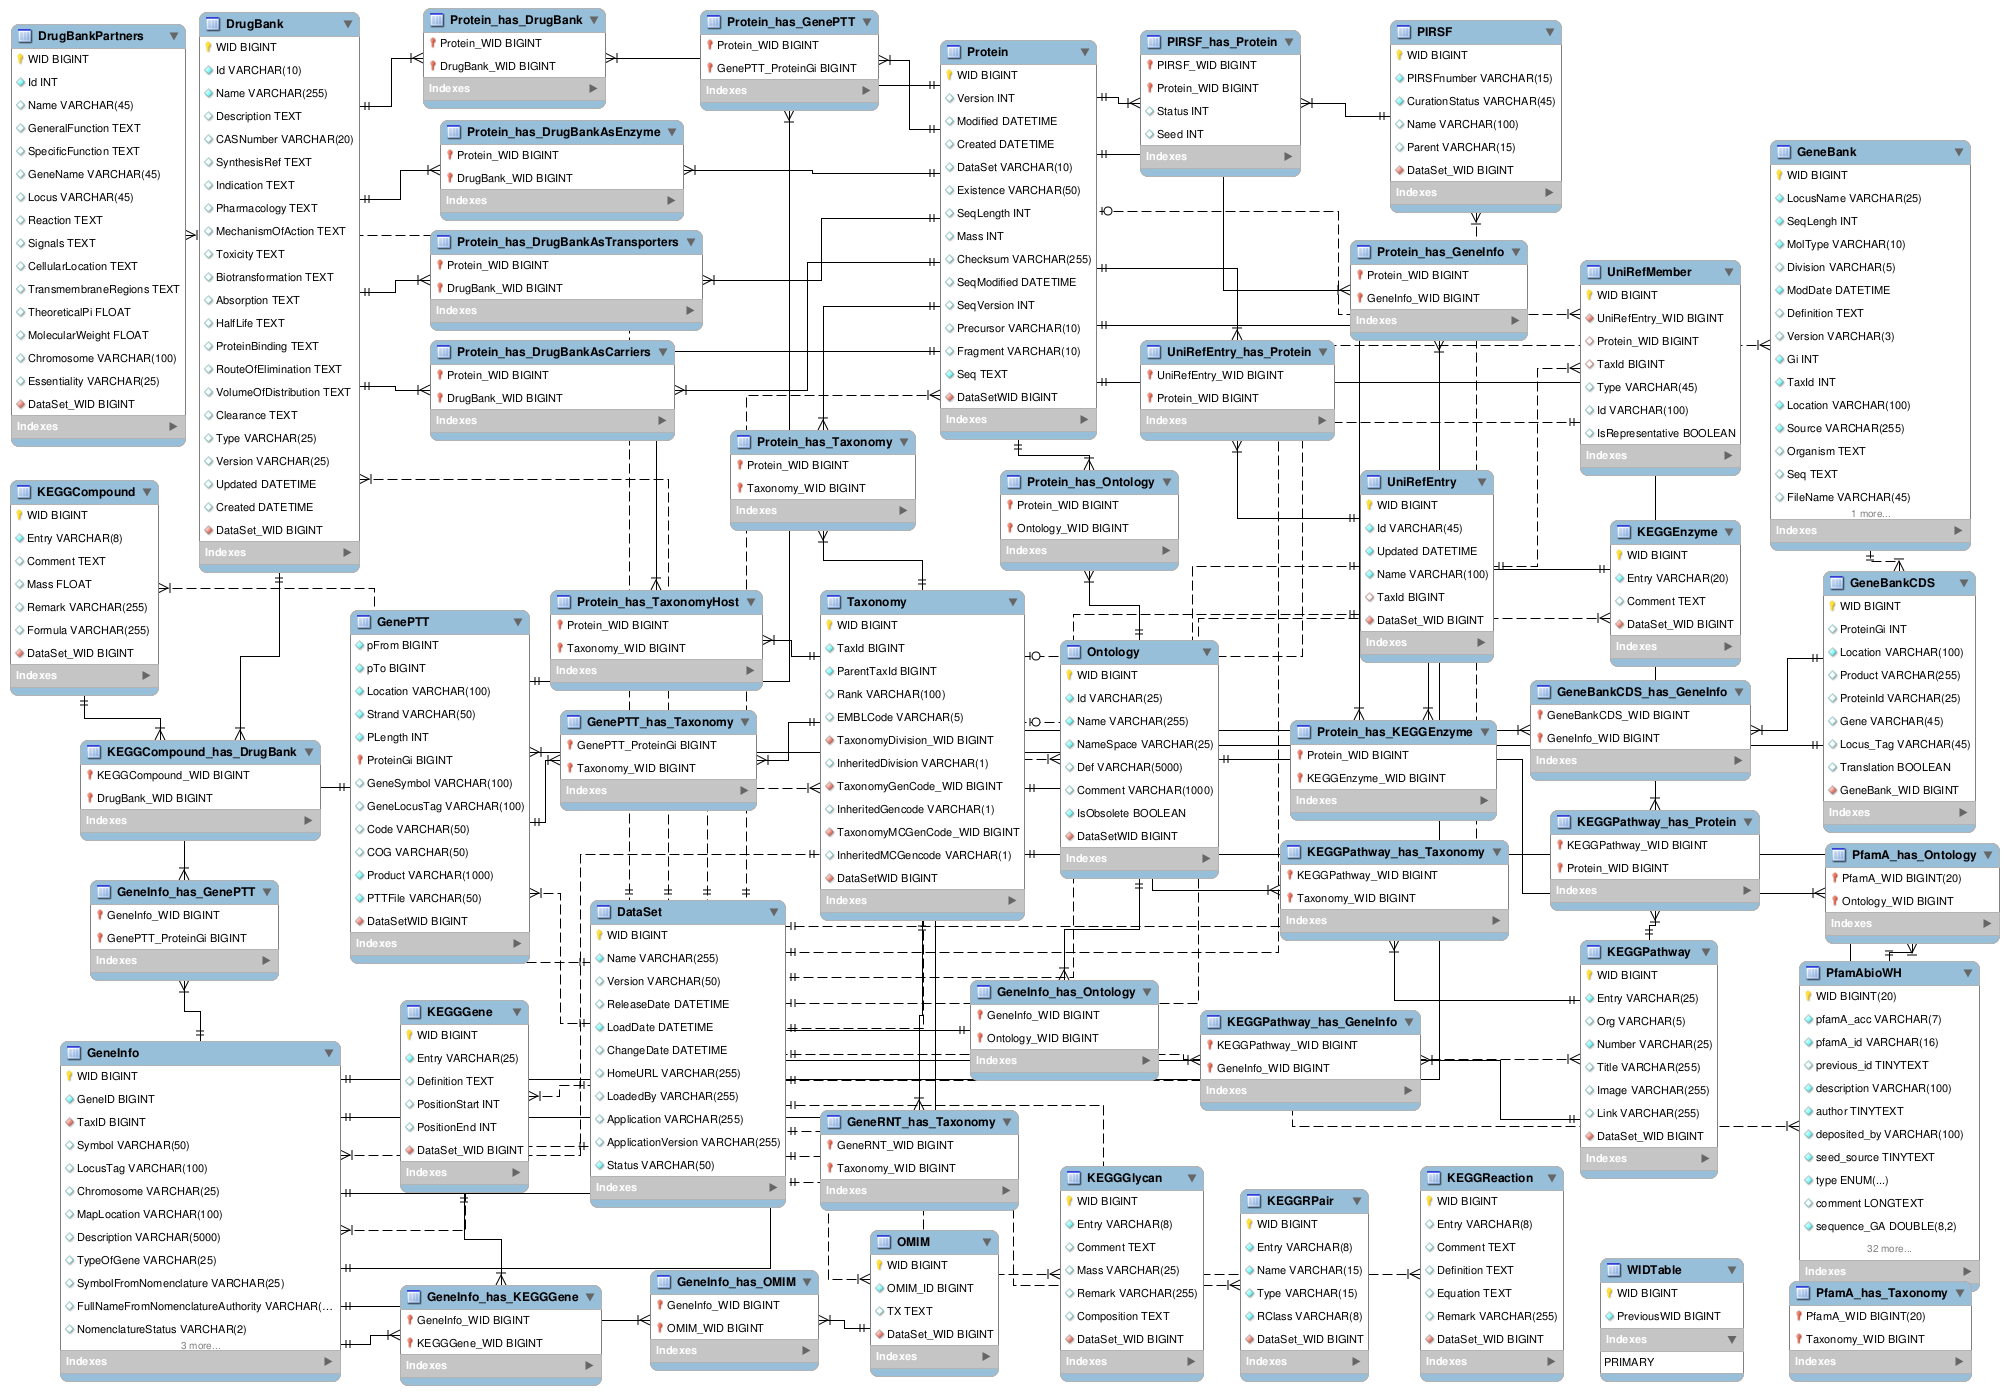 DrugBankPartners
WID BIGINT
Id INT
Name VARCHAR(45)
GeneralFunction TEXT
SpecificFunction TEXT
GeneName VARCHAR(45)
Locus VARCHAR(45)
Reaction TEXT
Signals TEXT
CellularLocation TEXT
TransmembraneRegions TEXT
TheoreticalPi FLOAT
MolecularWeight FLOAT
Chromosome VARCHAR(100)
Essentiality VARCHAR(25)
DataSet_WID BIGINT
Indexes
DrugBank
WID BIGINT
Id VARCHAR(10)
Name VARCHAR(255)
Description TEXT
CASNumber VARCHAR(20)
SynthesisRef TEXT
Indication TEXT
Pharmacology TEXT
MechanismOfAction TEXT
Toxicity TEXT
Biotransformation TEXT
Absorption TEXT
HalfLife TEXT
ProteinBinding TEXT
RouteOfElimination TEXT
VolumeOfDistribution TEXT
Clearance TEXT
Type VARCHAR(25)
Version VARCHAR(25)
Updated DATETIME
Created DATETIME
DataSet_WID BIGINT
Indexes
Protein_has_DrugBank
Protein_WID BIGINT
DrugBank_WID BIGINT
Indexes
Protein_has_GenePTT
Protein_WID BIGINT
GenePTT_ProteinGi BIGINT
Indexes
Protein_has_DrugBankAsEnzyme
Protein_WID BIGINT
DrugBank_WID BIGINT
Indexes
Protein_has_DrugBankAsTransporters
Protein_WID BIGINT
DrugBank_WID BIGINT
Indexes
Protein_has_DrugBankAsCarriers
Protein_WID BIGINT
DrugBank_WID BIGINT
Indexes
Protein
WID BIGINT
Version INT
Modified DATETIME
Created DATETIME
DataSet VARCHAR(10)
Existence VARCHAR(50)
SeqLength INT
Mass INT
Checksum VARCHAR(255)
SeqModified DATETIME
SeqVersion INT
Precursor VARCHAR(10)
Fragment VARCHAR(10)
Seq TEXT
DataSetWID BIGINT
Indexes
PIRSF_has_Protein
PIRSF_WID BIGINT
Protein_WID BIGINT
Status INT
Seed INT
Indexes
PIRSF
WID BIGINT
PIRSFnumber VARCHAR(15)
CurationStatus VARCHAR(45)
Name VARCHAR(100)
Parent VARCHAR(15)
DataSet_WID BIGINT
Indexes
Protein_has_GeneInfo
Protein_WID BIGINT
GeneInfo_WID BIGINT
Indexes
UniRefMember
WID BIGINT
UniRefEntry_WID BIGINT
Protein_WID BIGINT
TaxId BIGINT
Type VARCHAR(45)
Id VARCHAR(100)
IsRepresentative BOOLEAN
Indexes
GeneBank
WID BIGINT
LocusName VARCHAR(25)
SeqLengh INT
MolType VARCHAR(10)
Division VARCHAR(5)
ModDate DATETIME
Definition TEXT
Version VARCHAR(3)
Gi INT
TaxId INT
Location VARCHAR(100)
Source VARCHAR(255)
Organism TEXT
Seq TEXT
FileName VARCHAR(45)
1 more...
Indexes
UniRefEntry_has_Protein
UniRefEntry_WID BIGINT
Protein_WID BIGINT
Indexes
Protein_has_Taxonomy
Protein_WID BIGINT
Taxonomy_WID BIGINT
Indexes
Protein_has_Ontology
Protein_WID BIGINT
Ontology_WID BIGINT
Indexes
UniRefEntry
WID BIGINT
Id VARCHAR(45)
Updated DATETIME
Name VARCHAR(100)
TaxId BIGINT
DataSet_WID BIGINT
Indexes
KEGGEnzyme
WID BIGINT
Entry VARCHAR(20)
Comment TEXT
DataSet_WID BIGINT
Indexes
KEGGCompound
WID BIGINT
Entry VARCHAR(8)
Comment TEXT
Mass FLOAT
Remark VARCHAR(255)
Formula VARCHAR(255)
DataSet_WID BIGINT
Indexes
GenePTT
pFrom BIGINT
pTo BIGINT
Location VARCHAR(100)
Strand VARCHAR(50)
PLength INT
ProteinGi BIGINT
GeneSymbol VARCHAR(100)
GeneLocusTag VARCHAR(100)
Code VARCHAR(50)
COG VARCHAR(50)
Product VARCHAR(1000)
PTTFile VARCHAR(50)
DataSetWID BIGINT
Indexes
Protein_has_TaxonomyHost
Protein_WID BIGINT
Taxonomy_WID BIGINT
Indexes
GenePTT_has_Taxonomy
GenePTT_ProteinGi BIGINT
Taxonomy_WID BIGINT
Indexes
Taxonomy
WID BIGINT
TaxId BIGINT
ParentTaxId BIGINT
Rank VARCHAR(100)
EMBLCode VARCHAR(5)
TaxonomyDivision_WID BIGINT
InheritedDivision VARCHAR(1)
TaxonomyGenCode_WID BIGINT
InheritedGencode VARCHAR(1)
TaxonomyMCGenCode_WID BIGINT
InheritedMCGencode VARCHAR(1)
DataSetWID BIGINT
Indexes
Ontology
WID BIGINT
Id VARCHAR(25)
Name VARCHAR(255)
NameSpace VARCHAR(25)
Def VARCHAR(5000)
Comment VARCHAR(1000)
IsObsolete BOOLEAN
DataSetWID BIGINT
Indexes
Protein_has_KEGGEnzyme
Protein_WID BIGINT
KEGGEnzyme_WID BIGINT
Indexes
GeneBankCDS_has_GeneInfo
GeneBankCDS_WID BIGINT
GeneInfo_WID BIGINT
Indexes
GeneBankCDS
WID BIGINT
ProteinGi INT
Location VARCHAR(100)
Product VARCHAR(255)
ProteinId VARCHAR(25)
Gene VARCHAR(45)
Locus_Tag VARCHAR(45)
Translation BOOLEAN
GeneBank_WID BIGINT
Indexes
KEGGCompound_has_DrugBank
KEGGCompound_WID BIGINT
DrugBank_WID BIGINT
Indexes
KEGGPathway_has_Taxonomy
KEGGPathway_WID BIGINT
Taxonomy_WID BIGINT
Indexes
KEGGPathway_has_Protein
KEGGPathway_WID BIGINT
Protein_WID BIGINT
Indexes
PfamA_has_Ontology
PfamA_WID BIGINT(20)
Ontology_WID BIGINT
Indexes
GeneInfo_has_GenePTT
GeneInfo_WID BIGINT
GenePTT_ProteinGi BIGINT
Indexes
DataSet
WID BIGINT
Name VARCHAR(255)
Version VARCHAR(50)
ReleaseDate DATETIME
LoadDate DATETIME
ChangeDate DATETIME
HomeURL VARCHAR(255)
LoadedBy VARCHAR(255)
Application VARCHAR(255)
ApplicationVersion VARCHAR(255)
Status VARCHAR(50)
Indexes
GeneInfo_has_Ontology
GeneInfo_WID BIGINT
Ontology_WID BIGINT
Indexes
KEGGPathway_has_GeneInfo
KEGGPathway_WID BIGINT
GeneInfo_WID BIGINT
Indexes
KEGGPathway
WID BIGINT
Entry VARCHAR(25)
Org VARCHAR(5)
Number VARCHAR(25)
Title VARCHAR(255)
Image VARCHAR(255)
Link VARCHAR(255)
DataSet_WID BIGINT
Indexes
PfamAbioWH
WID BIGINT(20)
pfamA_acc VARCHAR(7)
pfamA_id VARCHAR(16)
previous_id TINYTEXT
description VARCHAR(100)
author TINYTEXT
deposited_by VARCHAR(100)
seed_source TINYTEXT
type ENUM(...)
comment LONGTEXT
sequence_GA DOUBLE(8,2)
32 more...
Indexes
GeneInfo
WID BIGINT
GeneID BIGINT
TaxID BIGINT
Symbol VARCHAR(50)
LocusTag VARCHAR(100)
Chromosome VARCHAR(25)
MapLocation VARCHAR(100)
Description VARCHAR(5000)
TypeOfGene VARCHAR(25)
SymbolFromNomenclature VARCHAR(25)
FullNameFromNomenclatureAuthority VARCHAR(...
NomenclatureStatus VARCHAR(2)
3 more...
Indexes
KEGGGene
WID BIGINT
Entry VARCHAR(25)
Definition TEXT
PositionStart INT
PositionEnd INT
DataSet_WID BIGINT
Indexes
GeneRNT_has_Taxonomy
GeneRNT_WID BIGINT
Taxonomy_WID BIGINT
Indexes
GeneInfo_has_KEGGGene
GeneInfo_WID BIGINT
KEGGGene_WID BIGINT
Indexes
GeneInfo_has_OMIM
GeneInfo_WID BIGINT
OMIM_WID BIGINT
Indexes
OMIM
WID BIGINT
OMIM_ID BIGINT
TX TEXT
DataSet_WID BIGINT
Indexes
KEGGGlycan
WID BIGINT
Entry VARCHAR(8)
Comment TEXT
Mass VARCHAR(25)
Remark VARCHAR(255)
Composition TEXT
DataSet_WID BIGINT
Indexes
KEGGRPair
WID BIGINT
Entry VARCHAR(8)
Name VARCHAR(15)
Type VARCHAR(15)
RClass VARCHAR(8)
DataSet_WID BIGINT
Indexes
KEGGReaction
WID BIGINT
Entry VARCHAR(8)
Comment TEXT
Definition TEXT
Equation TEXT
Remark VARCHAR(255)
DataSet_WID BIGINT
Indexes
WIDTable
WID BIGINT
PreviousWID BIGINT
Indexes
PRIMARY
PfamA_has_Taxonomy
PfamA_WID BIGINT(20)
Taxonomy_WID BIGINT
Indexes